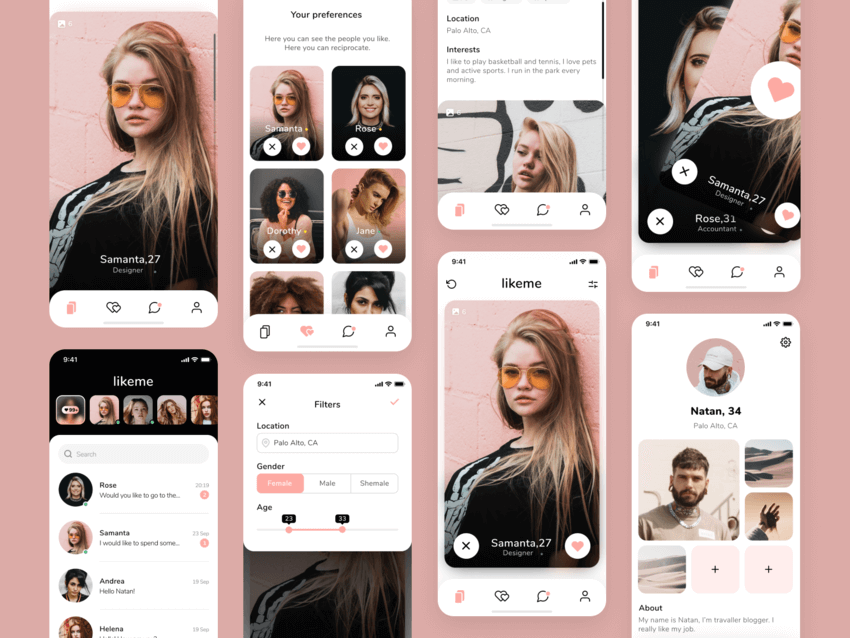 6
Samanta,27
Designer
Your preferences
Here you can see the people you like.
Here you can reciprocate.
Samanta
Rose
Dorothy
Jane
Location
Palo Alto, CA
Interests
I like to play basketball and tennis, I love pets
and active sports. I run in the park every
morning.
6
Samanta,27
Designer
Rose,31
Accountant
9:41
likeme
99+
Search
Rose
20:19
Would you like to go to the...
2
Samanta
23 Sep
I would like to spend some...
1
Andrea
19 Sep
Hello Natan!
Helena
19 Sep
9:41
Filters
Location
Palo Alto, CA
Gender
Female
Male
Shemale
Age
23
33
9:41
likeme
6
Samanta,27
Designer
9:41
Natan, 34
Palo Alto, CA
+
+
About
My name is Natan, I'm travaller blogger. I
really like my job.